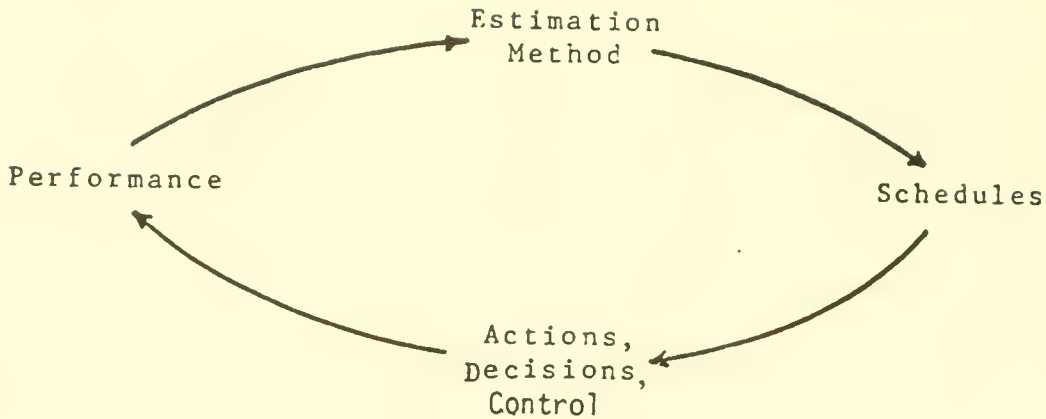 Estimation
Method
Performance
Schedules
Actions,
Decisions,
Control